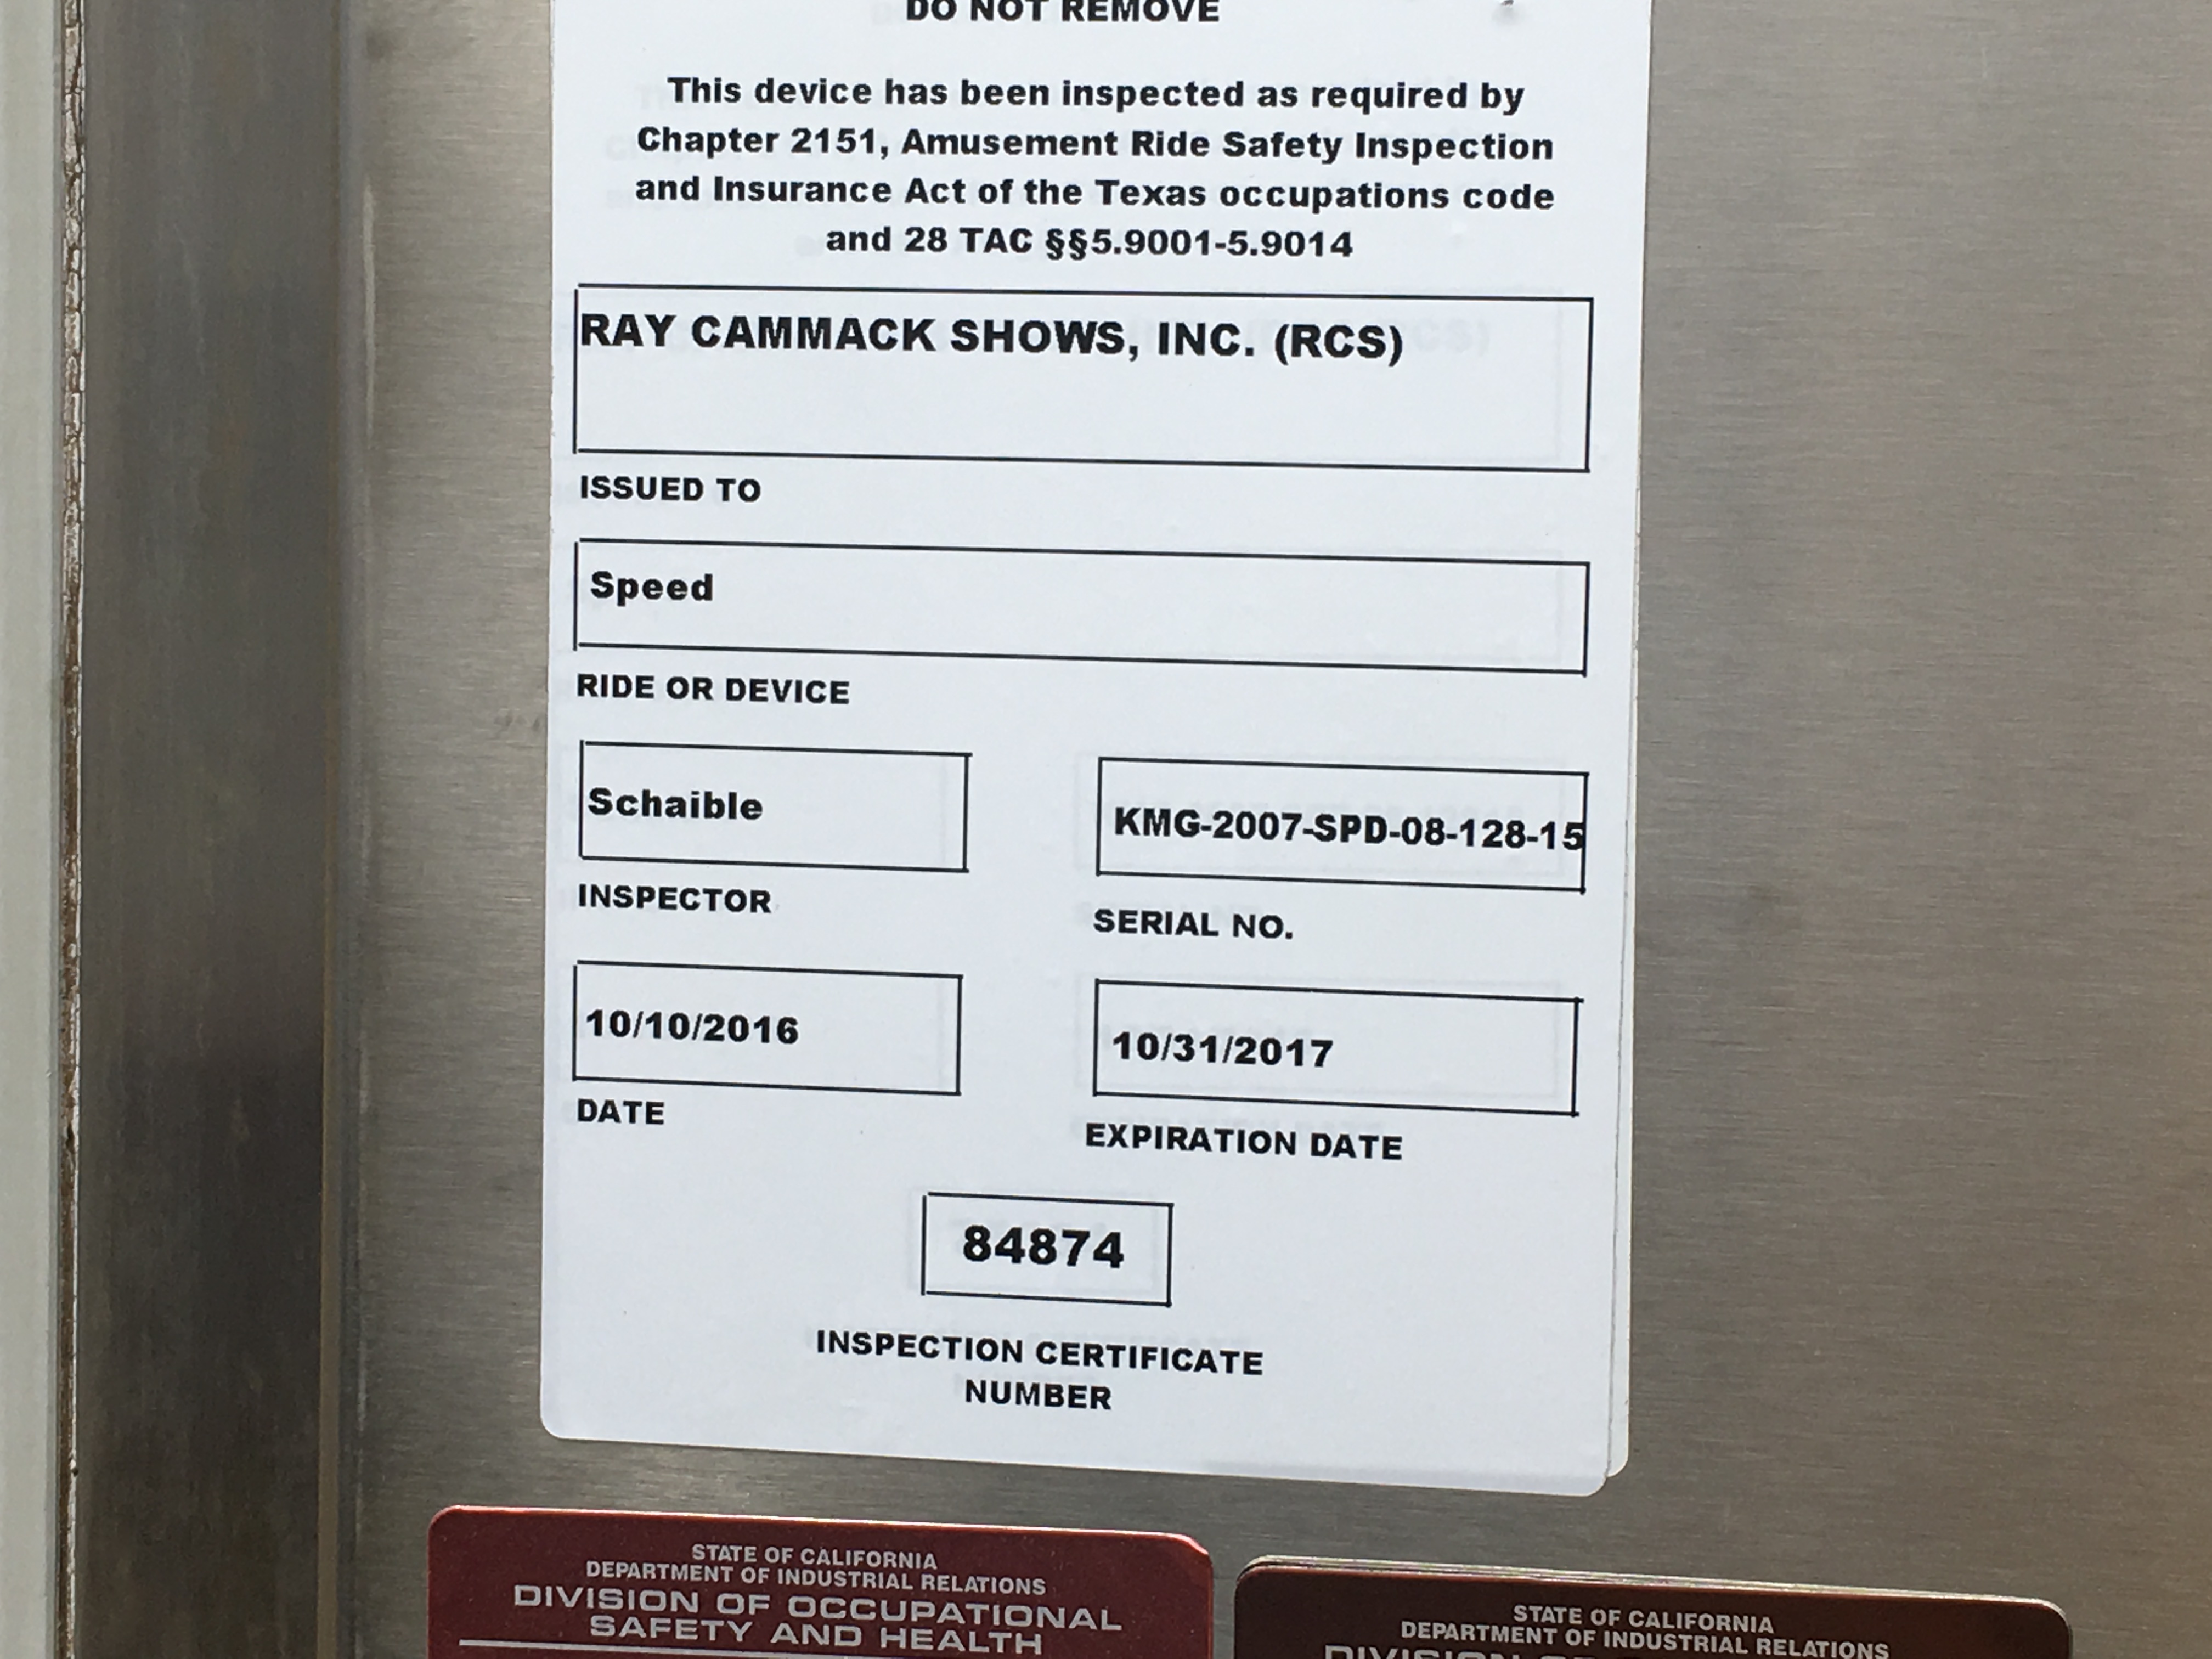 DO NOT REMOVE
This device has been inspected as required by
Chapter 2151, Amusement Ride Safety Inspection
and Insurance Act of the Texas occupations code
and 28 TAC §§5.9001-5.9014
RAY CAMMACK SHOWS, INC. (RCS)
ISSUED TO
Speed
RIDE OR DEVICE
Schaible
KMG-2007-SPD-08-128-15
INSPECTOR
SERIAL NO.
10/10/2016
10/31/2017
DATE
EXPIRATION DATE
84874
INSPECTION CERTIFICATE
NUMBER
STATE OF CALIFORNIA
DEPARTMENT OF INDUSTRIAL RELATIONS
DIVISION OF OCCUPATIONAL
SAFETY AND HEALTH
STATE OF CALIFORNIA
DEPARTMENT OF INDUSTRIAL RELATIONS
DIVISION OF